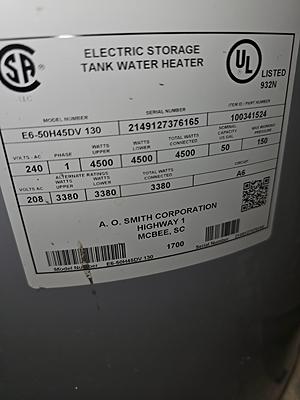 SA
LLC
ELECTRIC STORAGE
TANK WATER HEATER
UL
LISTED
932N
MODEL NUMBER SERIAL NUMBER ITEM ID / PART NUMBER
E6-50H45DV 130 2149127376165 100341524
VOLTS - AC PHASE WATTS UPPER WATTS LOWER TOTAL WATTS CONNECTED NOMINAL CAPACITY US GAL MAX WORKING PRESSURE
240 1 4500 4500 4500 50 150
VOLTS - AC ALTERNATE RATINGS WATTS UPPER WATTS LOWER TOTAL WATTS CONNECTED CIRCUIT
208 3380 3380 3380 A6
A. O. SMITH CORPORATION
HIGHWAY 1
MCBEE, SC
1700
Model Number E6-50H45DV 130 Serial Number